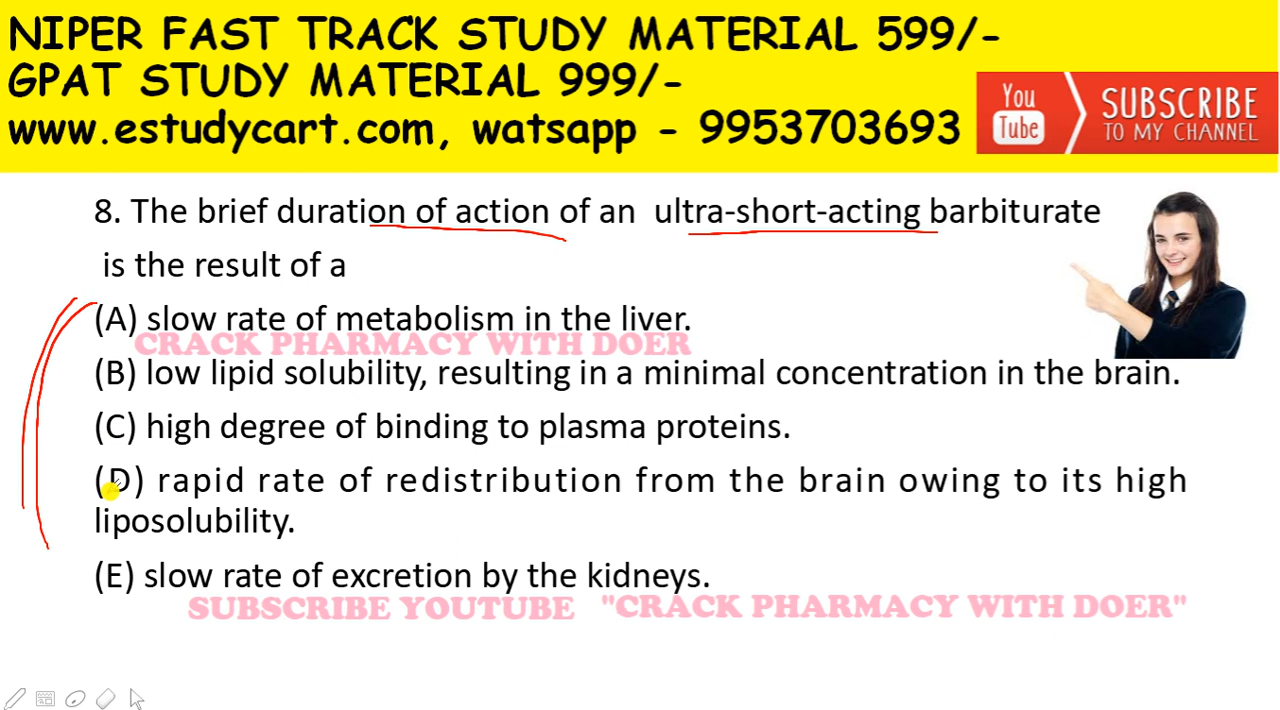 NIPER FAST TRACK STUDY MATERIAL 599/-
GPAT STUDY MATERIAL 999/-
www.estudycart.com, watsapp - 9953703693
You
Tube
SUBSCRIBE
TO MY CHANNEL
8. The brief duration of action of an ultra-short-acting barbiturate
is the result of a
(A) slow rate of metabolism in the liver.
CRACK PHARMACY WITH DOER
(B) low lipid solubility, resulting in a minimal concentration in the brain.
(C) high degree of binding to plasma proteins.
(D) rapid rate of redistribution from the brain owing to its high
liposolubility.
(E) slow rate of excretion by the kidneys.
SUBSCRIBE YOUTUBE "CRACK PHARMACY WITH DOER"